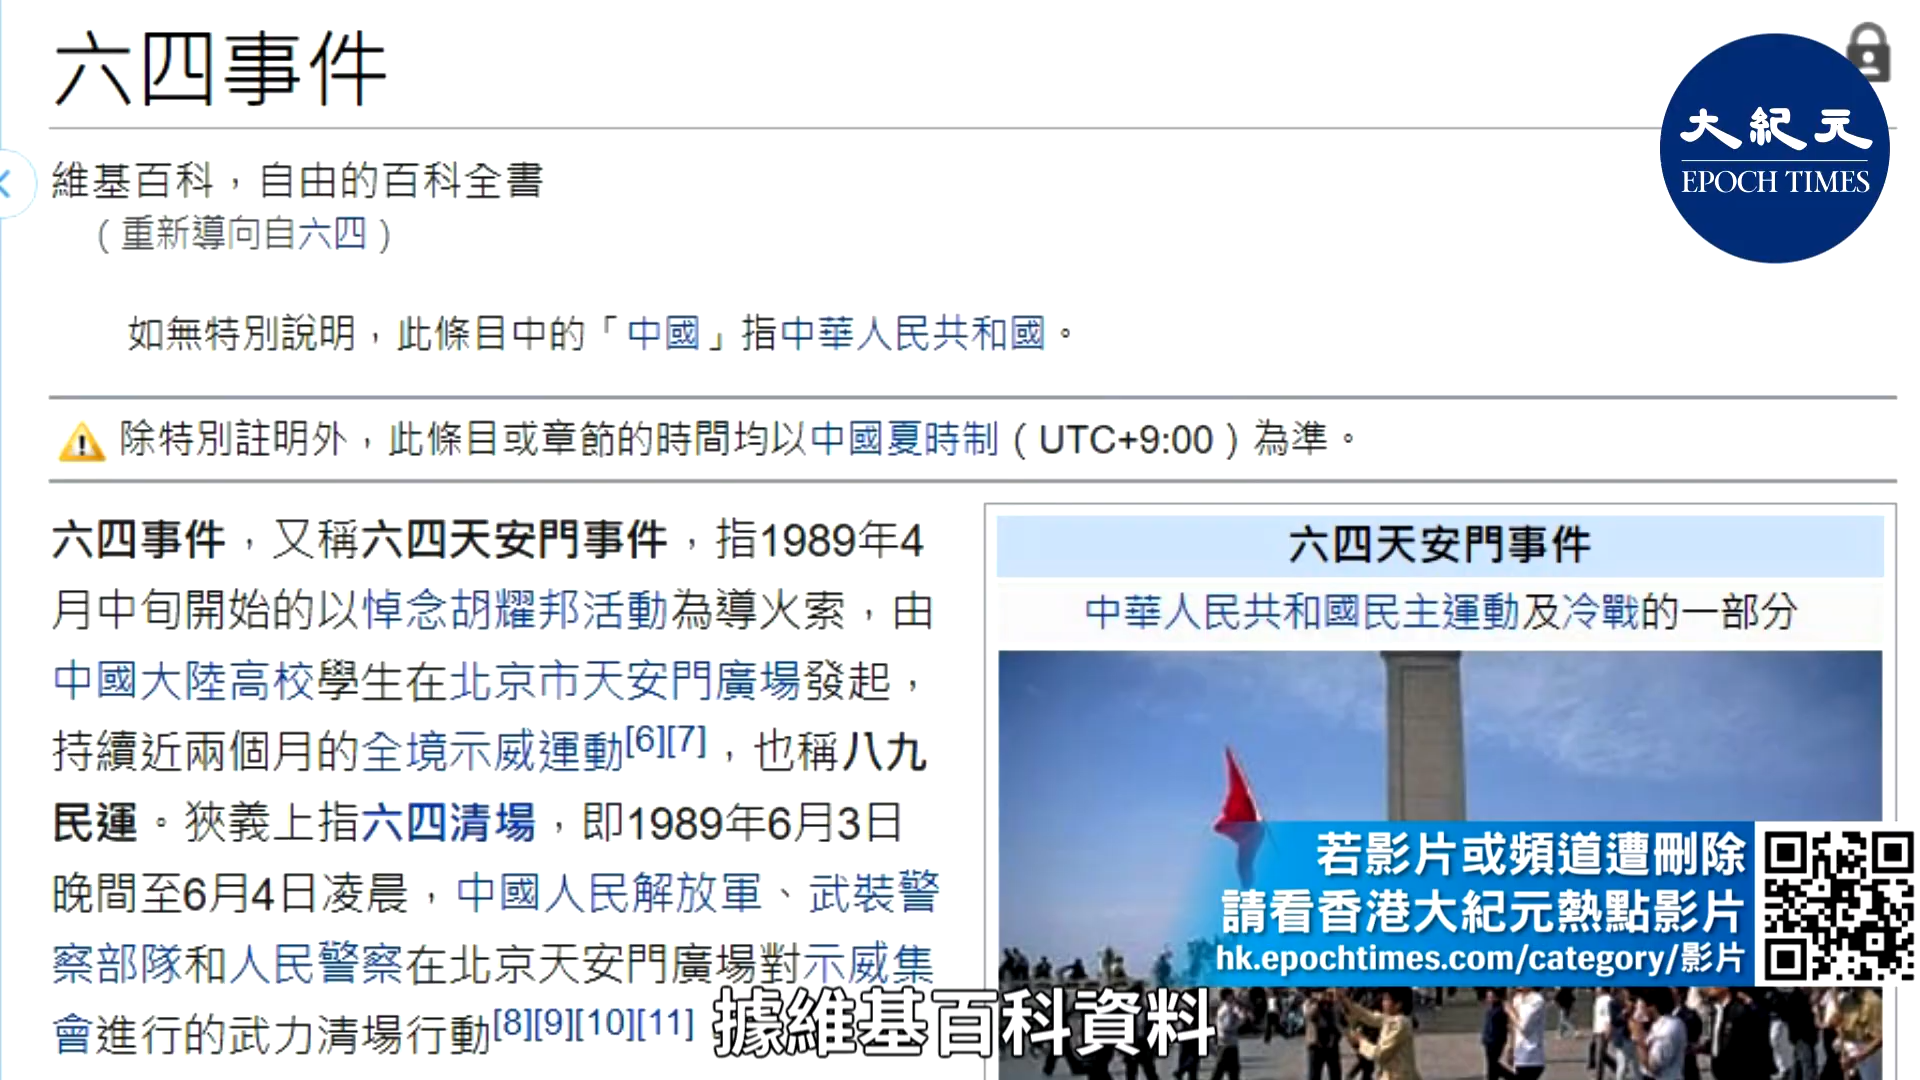 六四事件
大紀元
EPOCH TIMES
維基百科，自由的百科全書
（重新導向自六四）
如無特別說明，此條目中的「中國」指中華人民共和國。
除特別註明外，此條目或章節的時間均以中國夏時制（UTC+9:00）為準。
六四事件，又稱六四天安門事件，指1989年4
月中旬開始的以悼念胡耀邦活動為導火索，由
中國大陸高校學生在北京市天安門廣場發起，
持續近兩個月的全境示威運動[6][7]，也稱八九
民運。狹義上指六四清場，即1989年6月3日
晚間至6月4日凌晨，中國人民解放軍、武裝警
察部隊和人民警察在北京天安門廣場對示威集
會進行的武力清場行動[8][9][10][11]
六四天安門事件
中華人民共和國民主運動及冷戰的一部分
若影片或頻道遭刪除
請看香港大紀元熱點影片
hk.epochtimes.com/category/影片
據維基百科資料